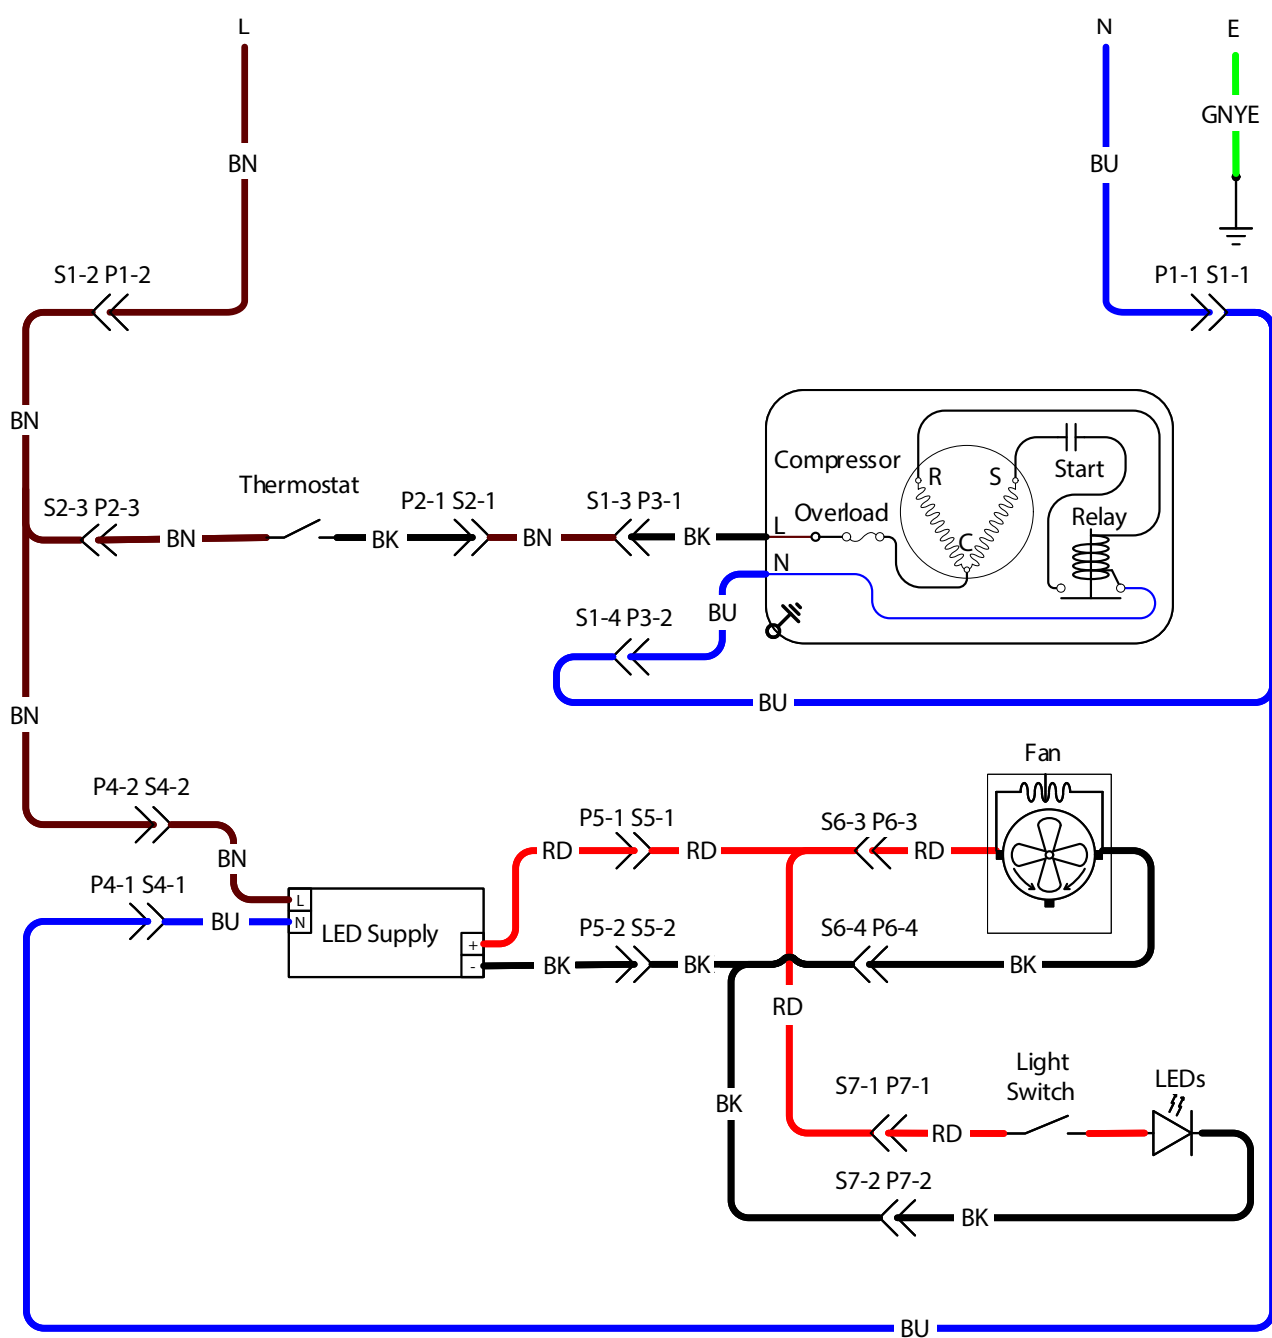 L
N
E
GNYE
BN
BU
S1-2 P1-2
P1-1 S1-1
BN
Compressor
R
S
Start
Thermostat
P2-1 S2-1
S1-3 P3-1
S2-3 P2-3
Overload
Relay
BN
BK
BN
BK
L
C
N
S1-4 P3-2
BU
BU
BN
Fan
P4-2 S4-2
P5-1 S5-1
S6-3 P6-3
BN
RD
RD
RD
P4-1 S4-1
L
BU
N
LED Supply
P5-2 S5-2
S6-4 P6-4
+
-
BK
BK
BK
RD
Light
Switch
LEDs
S7-1 P7-1
BK
RD
S7-2 P7-2
BK
BU